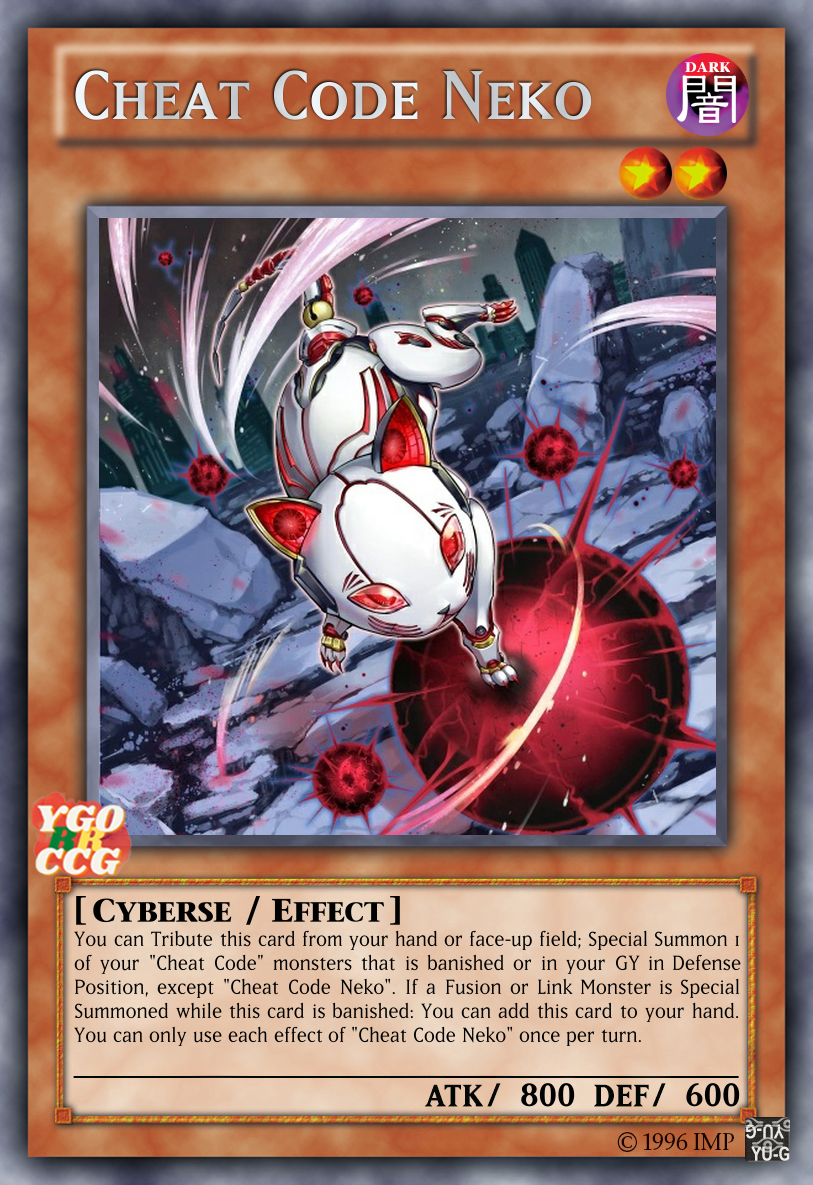 Cheat Code Neko
DARK
闇
YGO
BR
CCG
[ Cyberse / Effect ]
You can Tribute this card from your hand or face-up field; Special Summon 1
of your "Cheat Code" monsters that is banished or in your GY in Defense
Position, except "Cheat Code Neko". If a Fusion or Link Monster is Special
Summoned while this card is banished: You can add this card to your hand.
You can only use each effect of "Cheat Code Neko" once per turn.
ATK/ 800 DEF/ 600
© 1996 IMP
YU-G